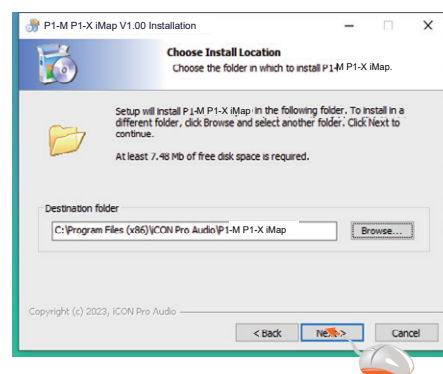 P1-M P1-X iMap V1.00 Installation
Choose Install Location
Choose the folder in which to install P1-M P1-X iMap.
Setup will install P1-M P1-X iMap in the following folder. To install in a
different folder, click Browse and select another folder. Click Next to
continue.
At least 7.48 Mb of free disk space is required.
Destination folder
C:\Program Files (x86)\iCON Pro Audio\P1-M P1-X iMap
Browse...
Copyright (c) 2023, iCON Pro Audio
< Back
Next >
Cancel